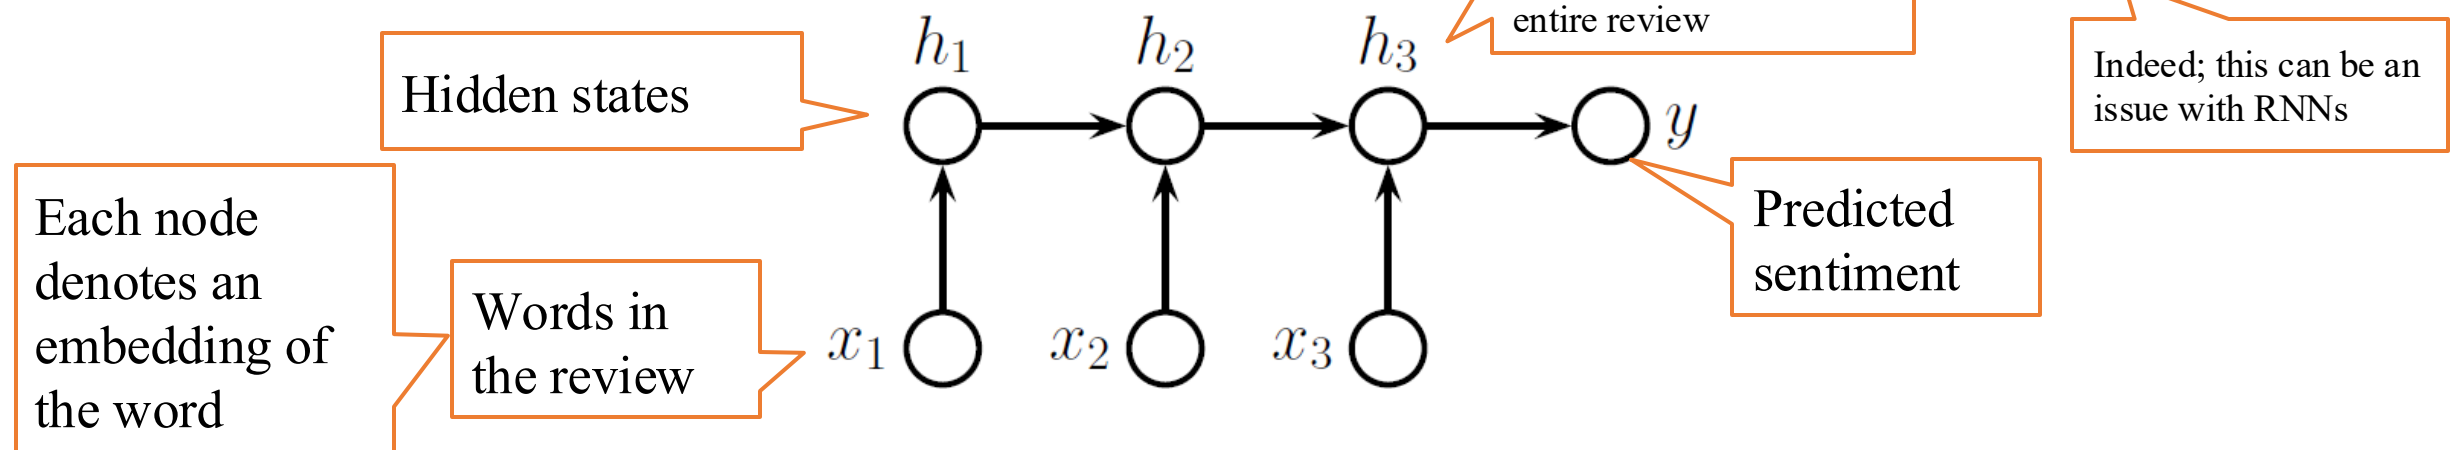 entire review
h1
h2
h3
Hidden states
y
Indeed; this can be an
issue with RNNs
Each node
denotes an
embedding of
the word
Words in
the review
x1
x2
x3
Predicted
sentiment